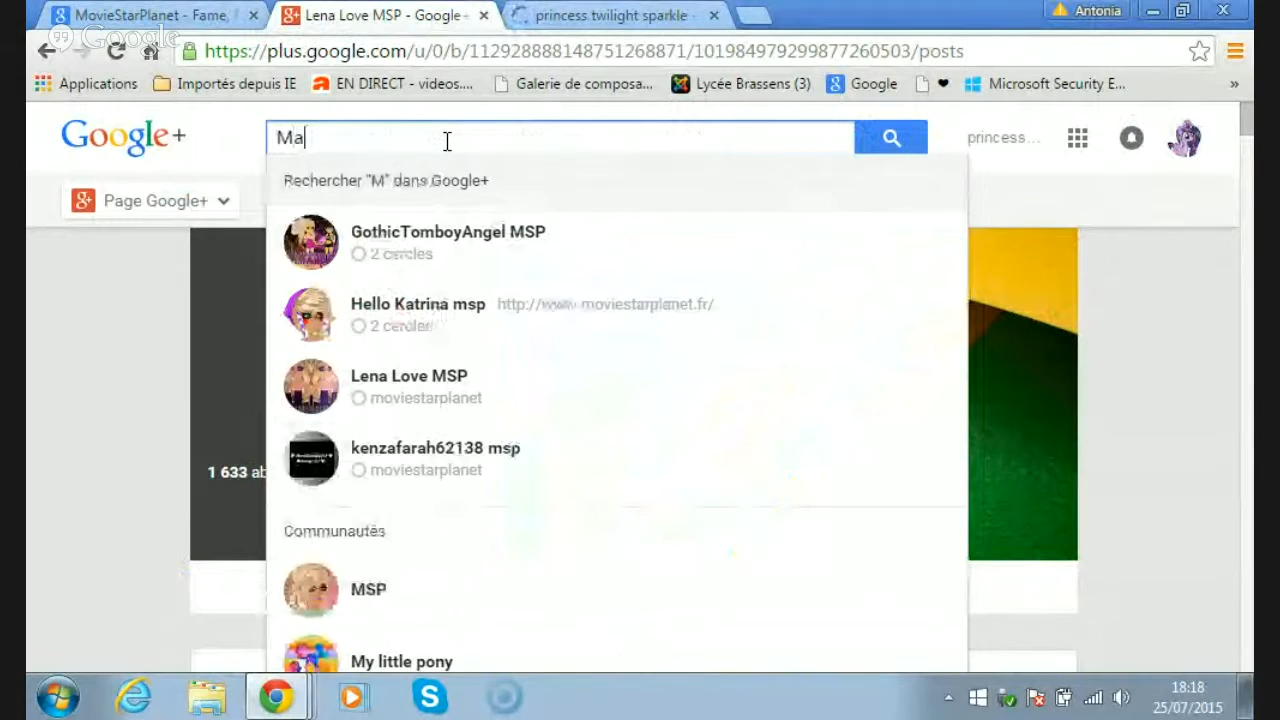 MovieStarPlanet - Fame,
Lena Love MSP - Google+
princess twilight sparkle
Antonia
Google+
https://plus.google.com/u/0/b/112928888148751268871/101984979299877260503/posts
Applications
Importés depuis IE
EN DIRECT - videos....
Galerie de composa...
Lycée Brassens (3)
Google
Microsoft Security E...
»
Google+
Ma
princess...
Rechercher "M" dans Google+
Page Google+
GothicTomboyAngel MSP
2 cercles
Hello Katrina msp http://www.moviestarplanet.fr/
2 cercles
Lena Love MSP
moviestarplanet
kenzafarah62138 msp
moviestarplanet
1 633 ab
Communautés
MSP
My little pony
18:18
25/07/2015